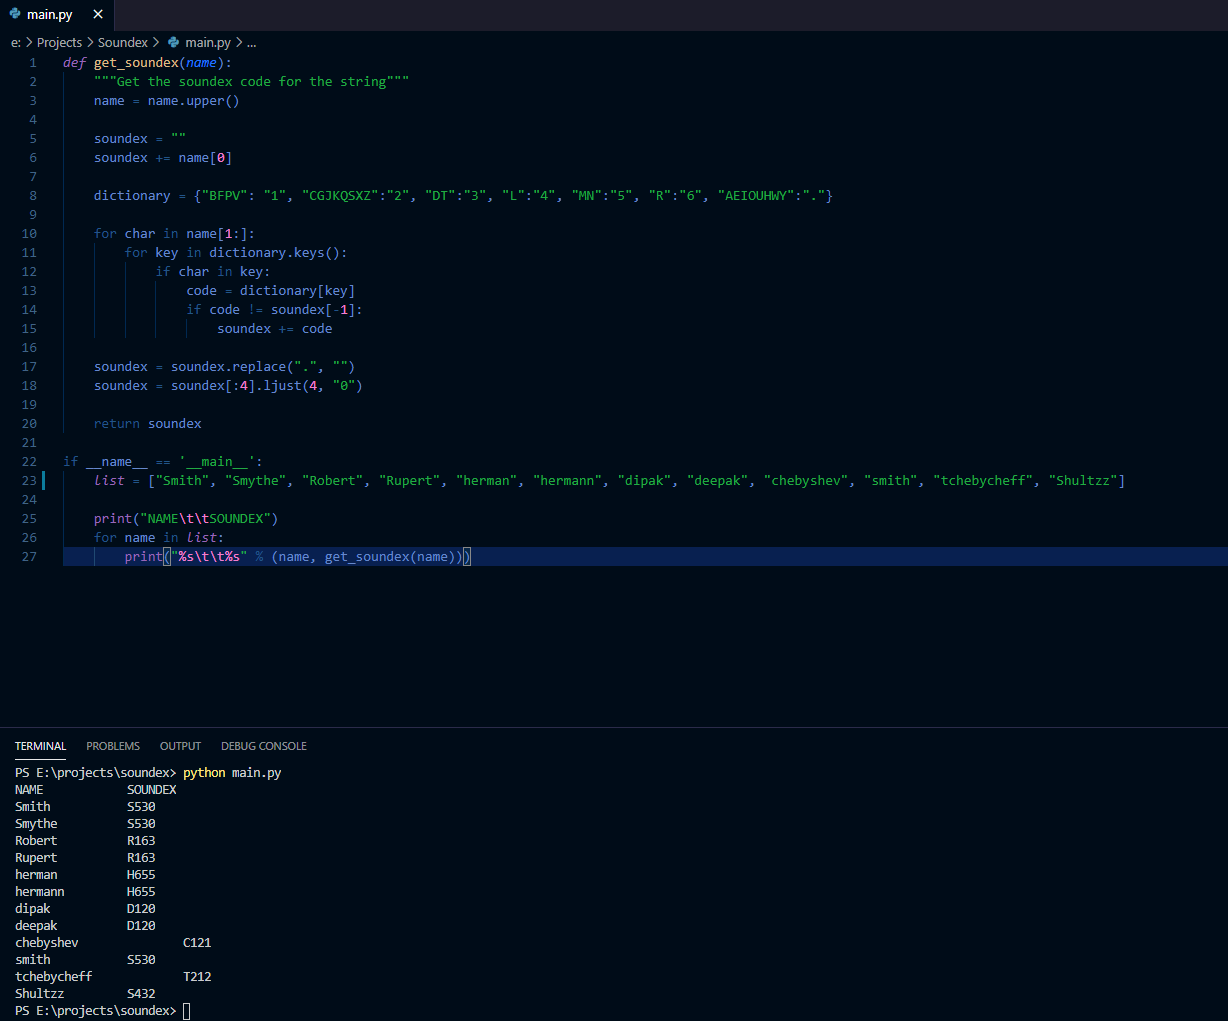 main.py ×
e: > Projects > Soundex > main.py > ...
1 def get_soundex(name):
2     """Get the soundex code for the string"""
3     name = name.upper()
4
5     soundex = ""
6     soundex += name[0]
7
8     dictionary = {"BFPV": "1", "CGJKQSXZ":"2", "DT":"3", "L":"4", "MN":"5", "R":"6", "AEIOUHWY":"."}
9
10     for char in name[1:]:
11         for key in dictionary.keys():
12             if char in key:
13                 code = dictionary[key]
14                 if code != soundex[-1]:
15                     soundex += code
16
17     soundex = soundex.replace(".", "")
18     soundex = soundex[:4].ljust(4, "0")
19
20     return soundex
21
22 if __name__ == '__main__':
23     list = ["Smith", "Smythe", "Robert", "Rupert", "herman", "hermann", "dipak", "deepak", "chebyshev", "smith", "tchebycheff", "Shultzz"]
24
25     print("NAME\t\tSOUNDEX")
26     for name in list:
27         print("%s\t\t%s" % (name, get_soundex(name)))
TERMINAL PROBLEMS OUTPUT DEBUG CONSOLE
PS E:\projects\soundex> python main.py
NAME SOUNDEX
Smith S530
Smythe S530
Robert R163
Rupert R163
herman H655
hermann H655
dipak D120
deepak D120
chebyshev C121
smith S530
tchebycheff T212
Shultzz S432
PS E:\projects\soundex>